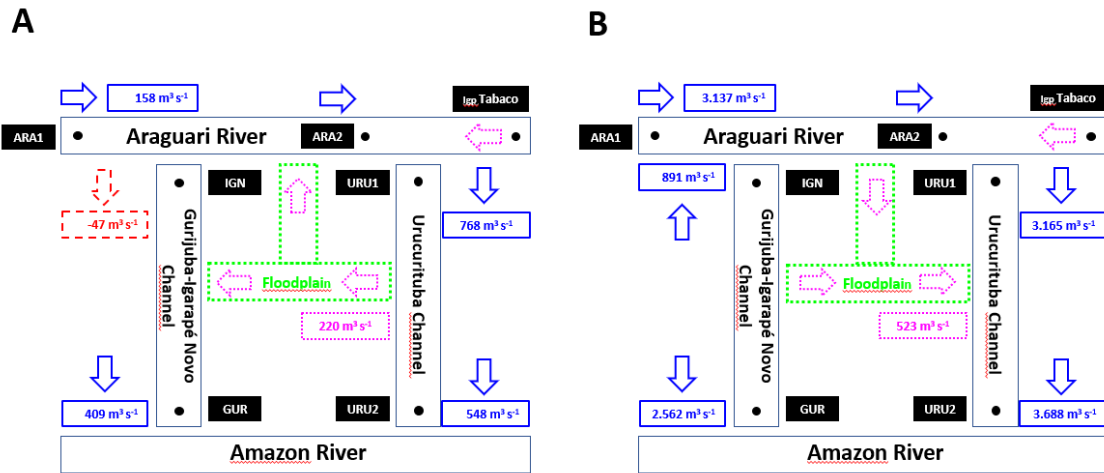 A
158 m³ s⁻¹
Igp Tabaco
ARA1
Araguari River
ARA2
IGN
URU1
-47 m³ s⁻¹
768 m³ s⁻¹
Gurijuba-Igarapé Novo
Channel
Floodplain
Urucurituba Channel
220 m³ s⁻¹
409 m³ s⁻¹
GUR
URU2
548 m³ s⁻¹
Amazon River
B
3.137 m³ s⁻¹
Igp Tabaco
ARA1
Araguari River
ARA2
891 m³ s⁻¹
IGN
URU1
3.165 m³ s⁻¹
Gurijuba-Igarapé Novo
Channel
Floodplain
Urucurituba Channel
523 m³ s⁻¹
2.562 m³ s⁻¹
GUR
URU2
3.688 m³ s⁻¹
Amazon River